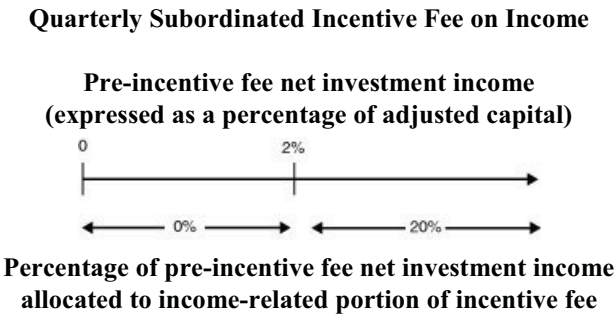 Quarterly Subordinated Incentive Fee on Income
Pre-incentive fee net investment income
(expressed as a percentage of adjusted capital)
0 2%
0% 20%
Percentage of pre-incentive fee net investment income
allocated to income-related portion of incentive fee